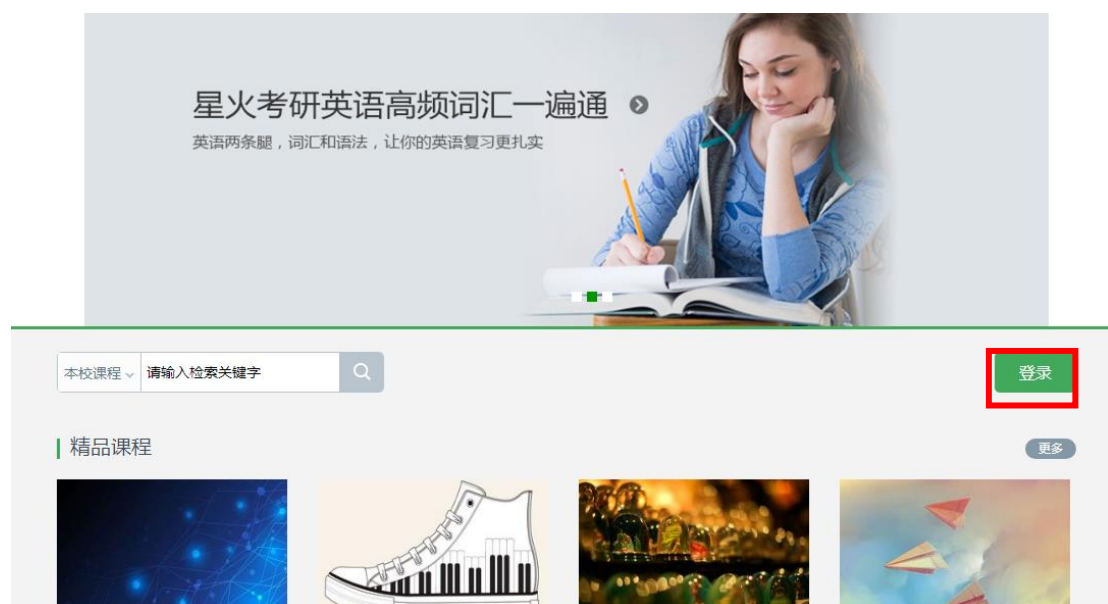 星火考研英语高频词汇一遍通
英语两条腿，词汇和语法，让你的英语复习更扎实
本校课程 请输入检索关键字
登录
精品课程
更多